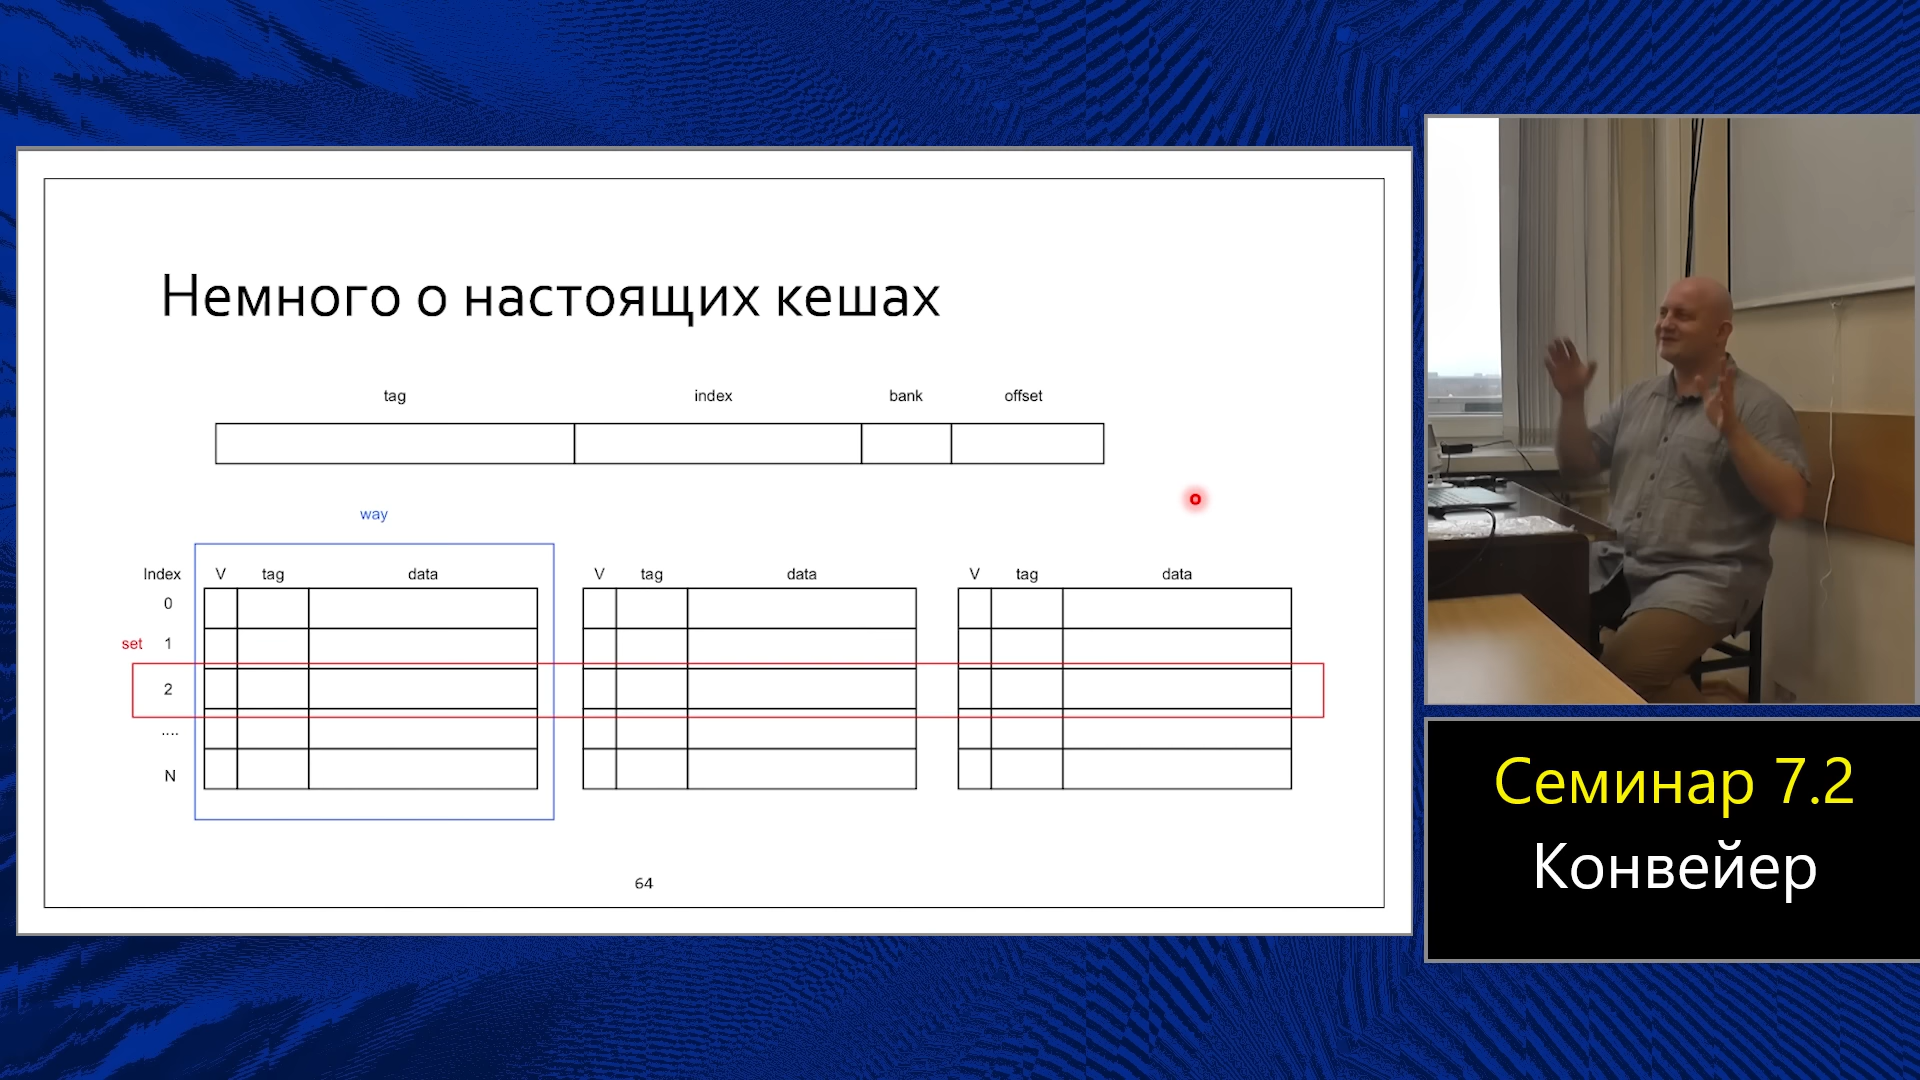 Немного о настоящих кешах
tag index bank offset
way
Index V tag data V tag data V tag data
0
set 1
2
....
N
64
Семинар 7.2
Конвейер